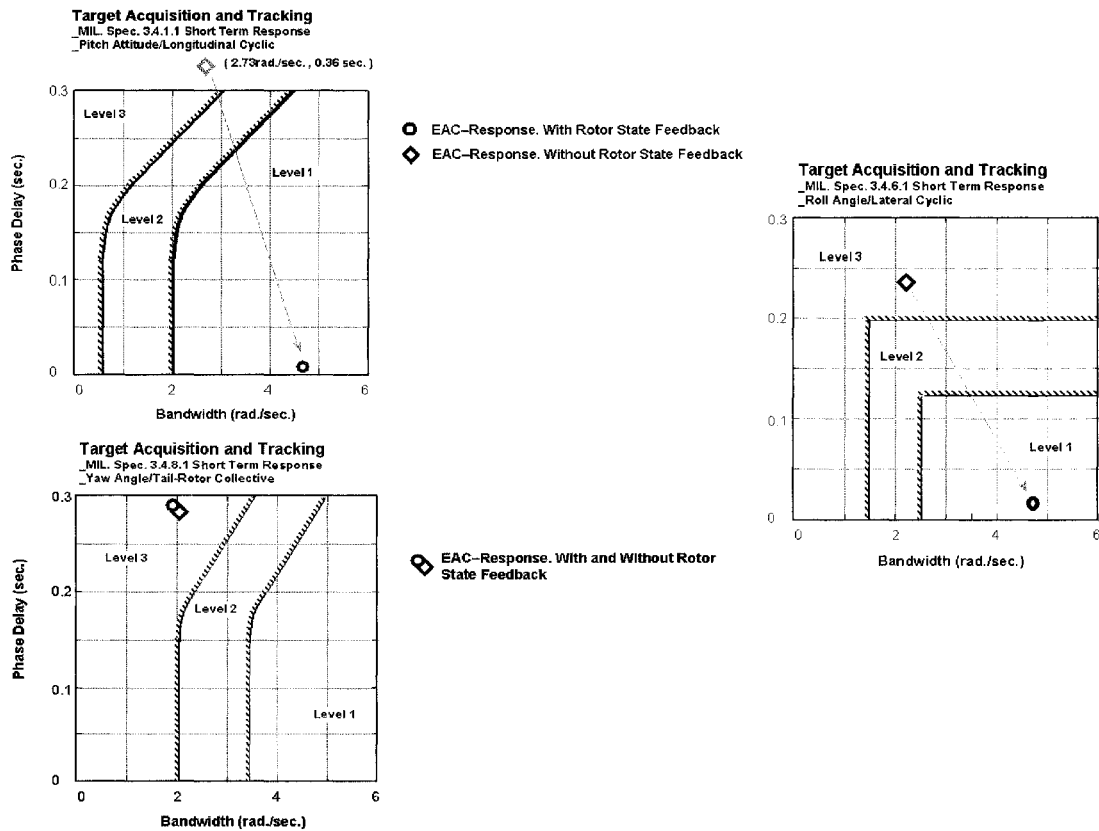 Target Acquisition and Tracking
_MIL. Spec. 3.4.1.1 Short Term Response
_Pitch Attitude/Longitudinal Cyclic
( 2.73rad./sec. , 0.36 sec. )
0.3
Level 3
Level 1
0.2
Level 2
0.1
0
Phase Delay (sec.)
0 2 4 6
Bandwidth (rad./sec.)
EAC–Response. With Rotor State Feedback
EAC–Response. Without Rotor State Feedback
Target Acquisition and Tracking
_MIL. Spec. 3.4.6.1 Short Term Response
_Roll Angle/Lateral Cyclic
0.3
Level 3
0.2
Level 2
0.1
Level 1
0
0 2 4 6
Bandwidth (rad./sec.)
Target Acquisition and Tracking
_MIL. Spec. 3.4.8.1 Short Term Response
_Yaw Angle/Tail-Rotor Collective
0.3
Level 3
0.2
Level 2
0.1
Level 1
0
Phase Delay (sec.)
0 2 4 6
Bandwidth (rad./sec.)
EAC–Response. With and Without Rotor
State Feedback